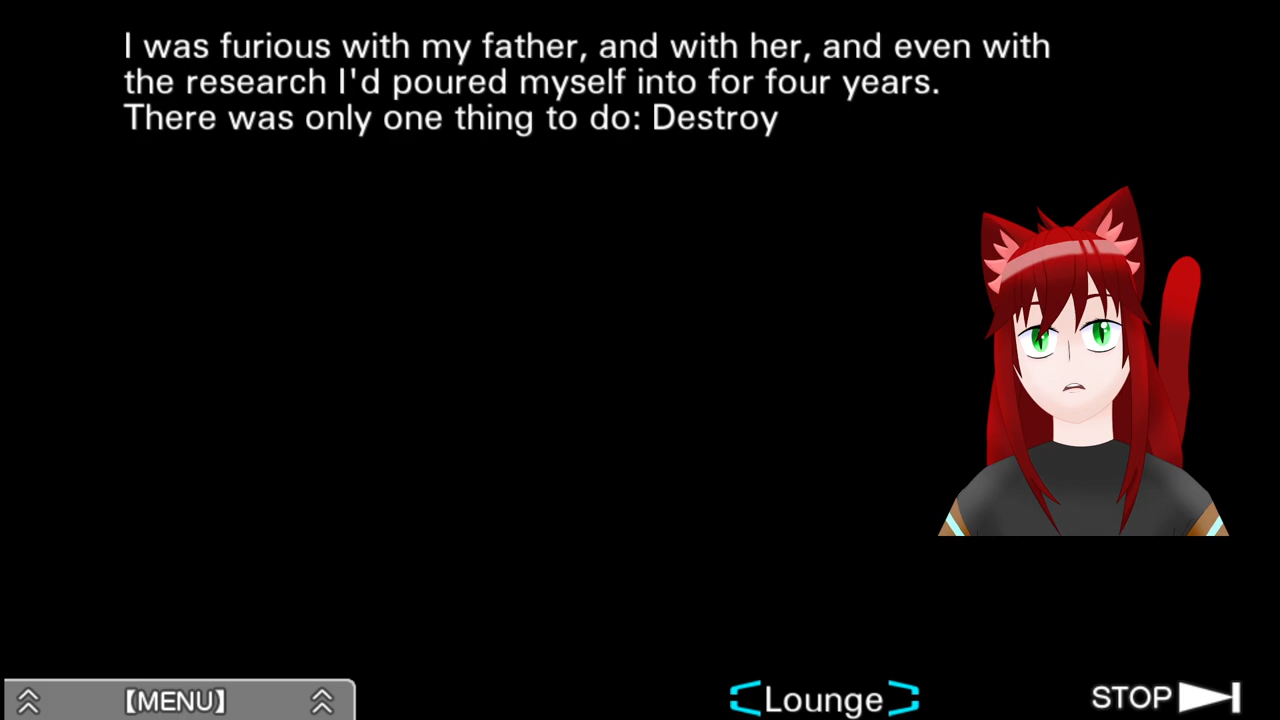 I was furious with my father, and with her, and even with
the research I'd poured myself into for four years.
There was only one thing to do: Destroy
【MENU】
Lounge
STOP